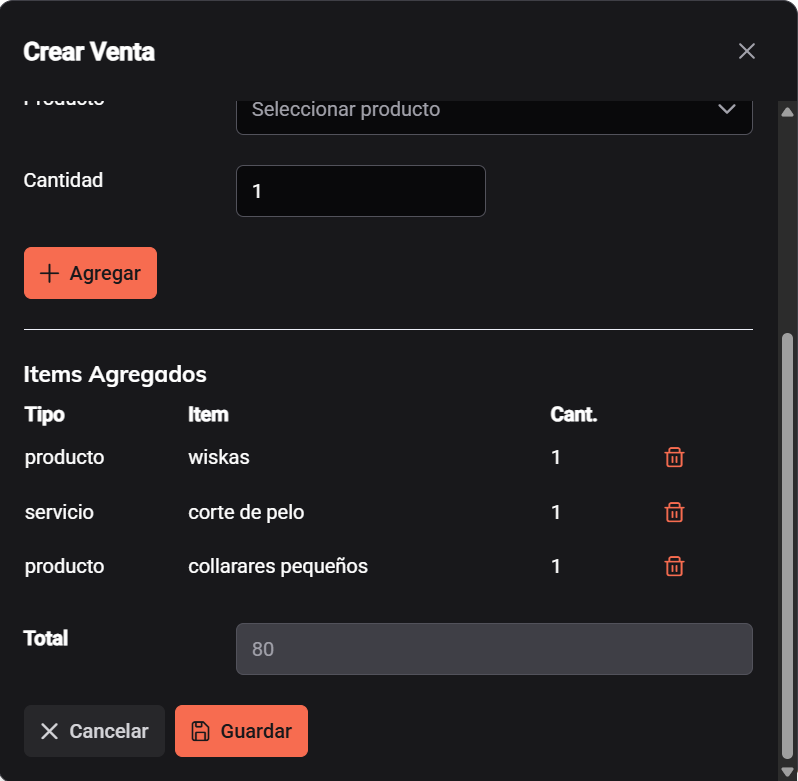 Crear Venta
Producto
Seleccionar producto
Cantidad
1
Agregar
Items Agregados
Tipo Item Cant.
producto wiskas 1
servicio corte de pelo 1
producto collarares pequeños 1
Total 80
Cancelar Guardar